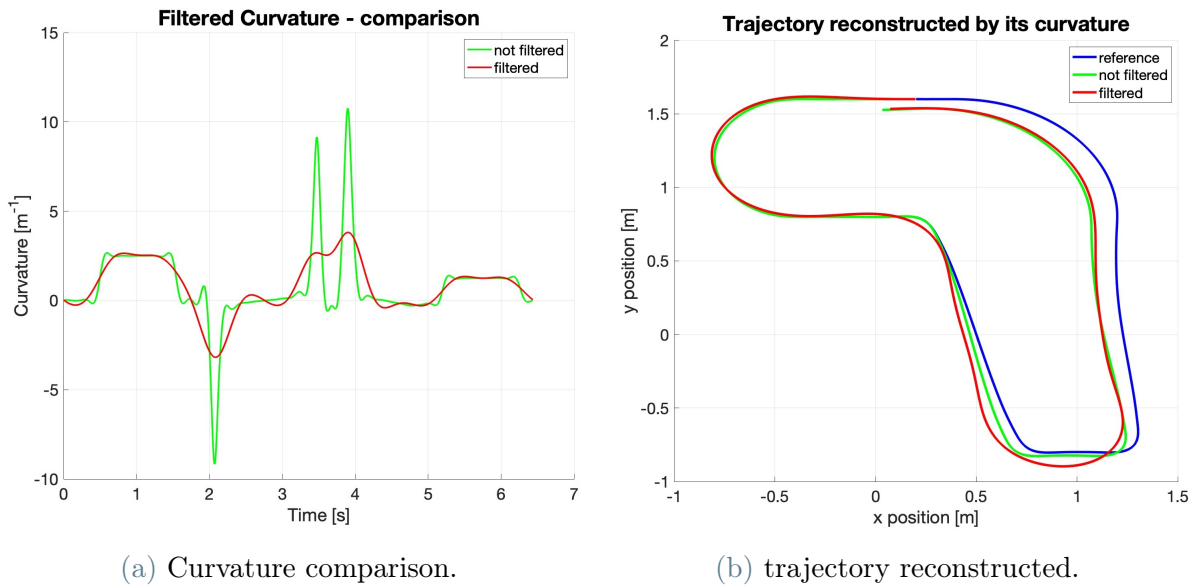 Filtered Curvature - comparison
15
10
5
0
-5
-10
Curvature [m⁻¹]
not filtered
filtered
0 1 2 3 4 5 6 7
Time [s]
(a) Curvature comparison.
Trajectory reconstructed by its curvature
2
1.5
1
0.5
0
-0.5
-1
y position [m]
reference
not filtered
filtered
-1 -0.5 0 0.5 1 1.5
x position [m]
(b) trajectory reconstructed.